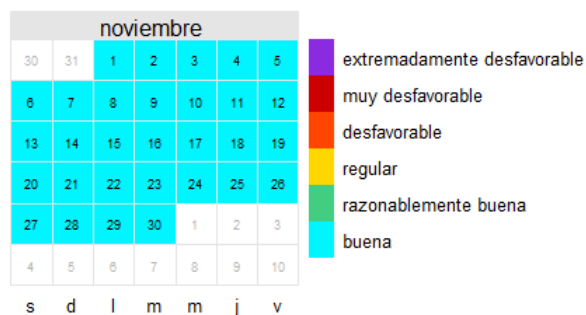 noviembre
30 31 1 2 3 4 5
6 7 8 9 10 11 12
13 14 15 16 17 18 19
20 21 22 23 24 25 26
27 28 29 30 1 2 3
4 5 6 7 8 9 10
s d l m m j v
extremadamente desfavorable
muy desfavorable
desfavorable
regular
razonablemente buena
buena